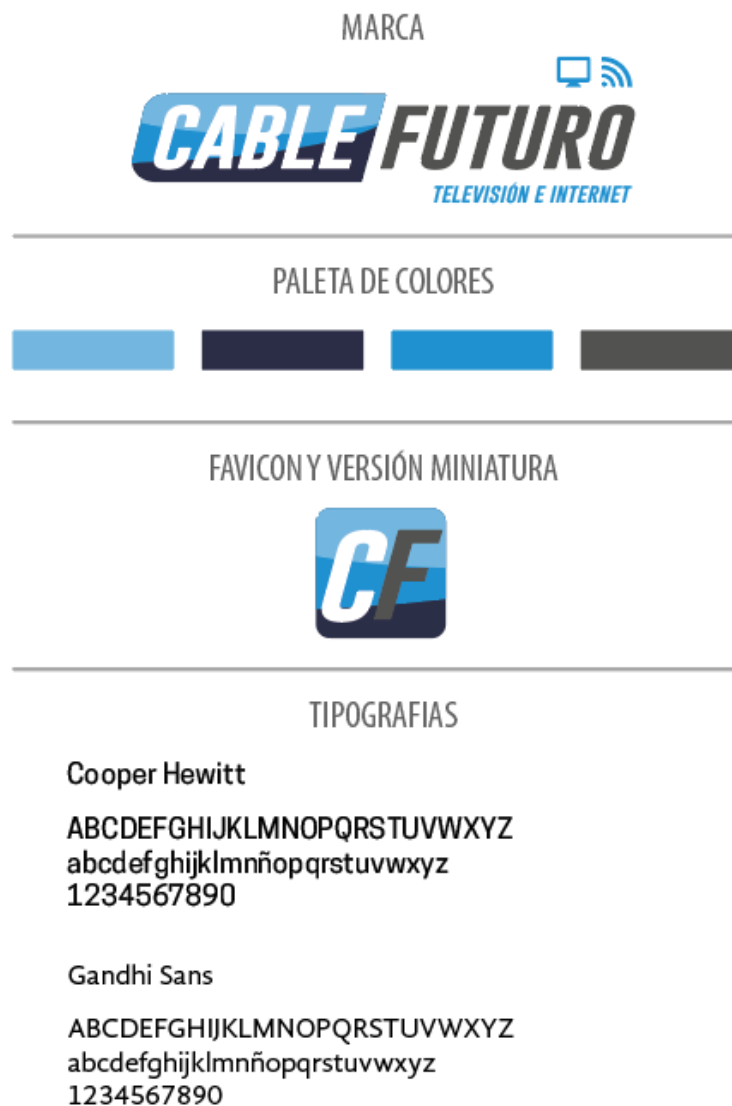 MARCA
CABLE FUTURO
TELEVISIÓN E INTERNET
PALETA DE COLORES
FAVICON Y VERSIÓN MINIATURA
CF
TIPOGRAFIAS
Cooper Hewitt
ABCDEFGHIJKLMNOPQRSTUVWXYZ
abcdefghijklmnñopqrstuvwxyz
1234567890
Gandhi Sans
ABCDEFGHIJKLMNOPQRSTUVWXYZ
abcdefghijklmnñopqrstuvwxyz
1234567890